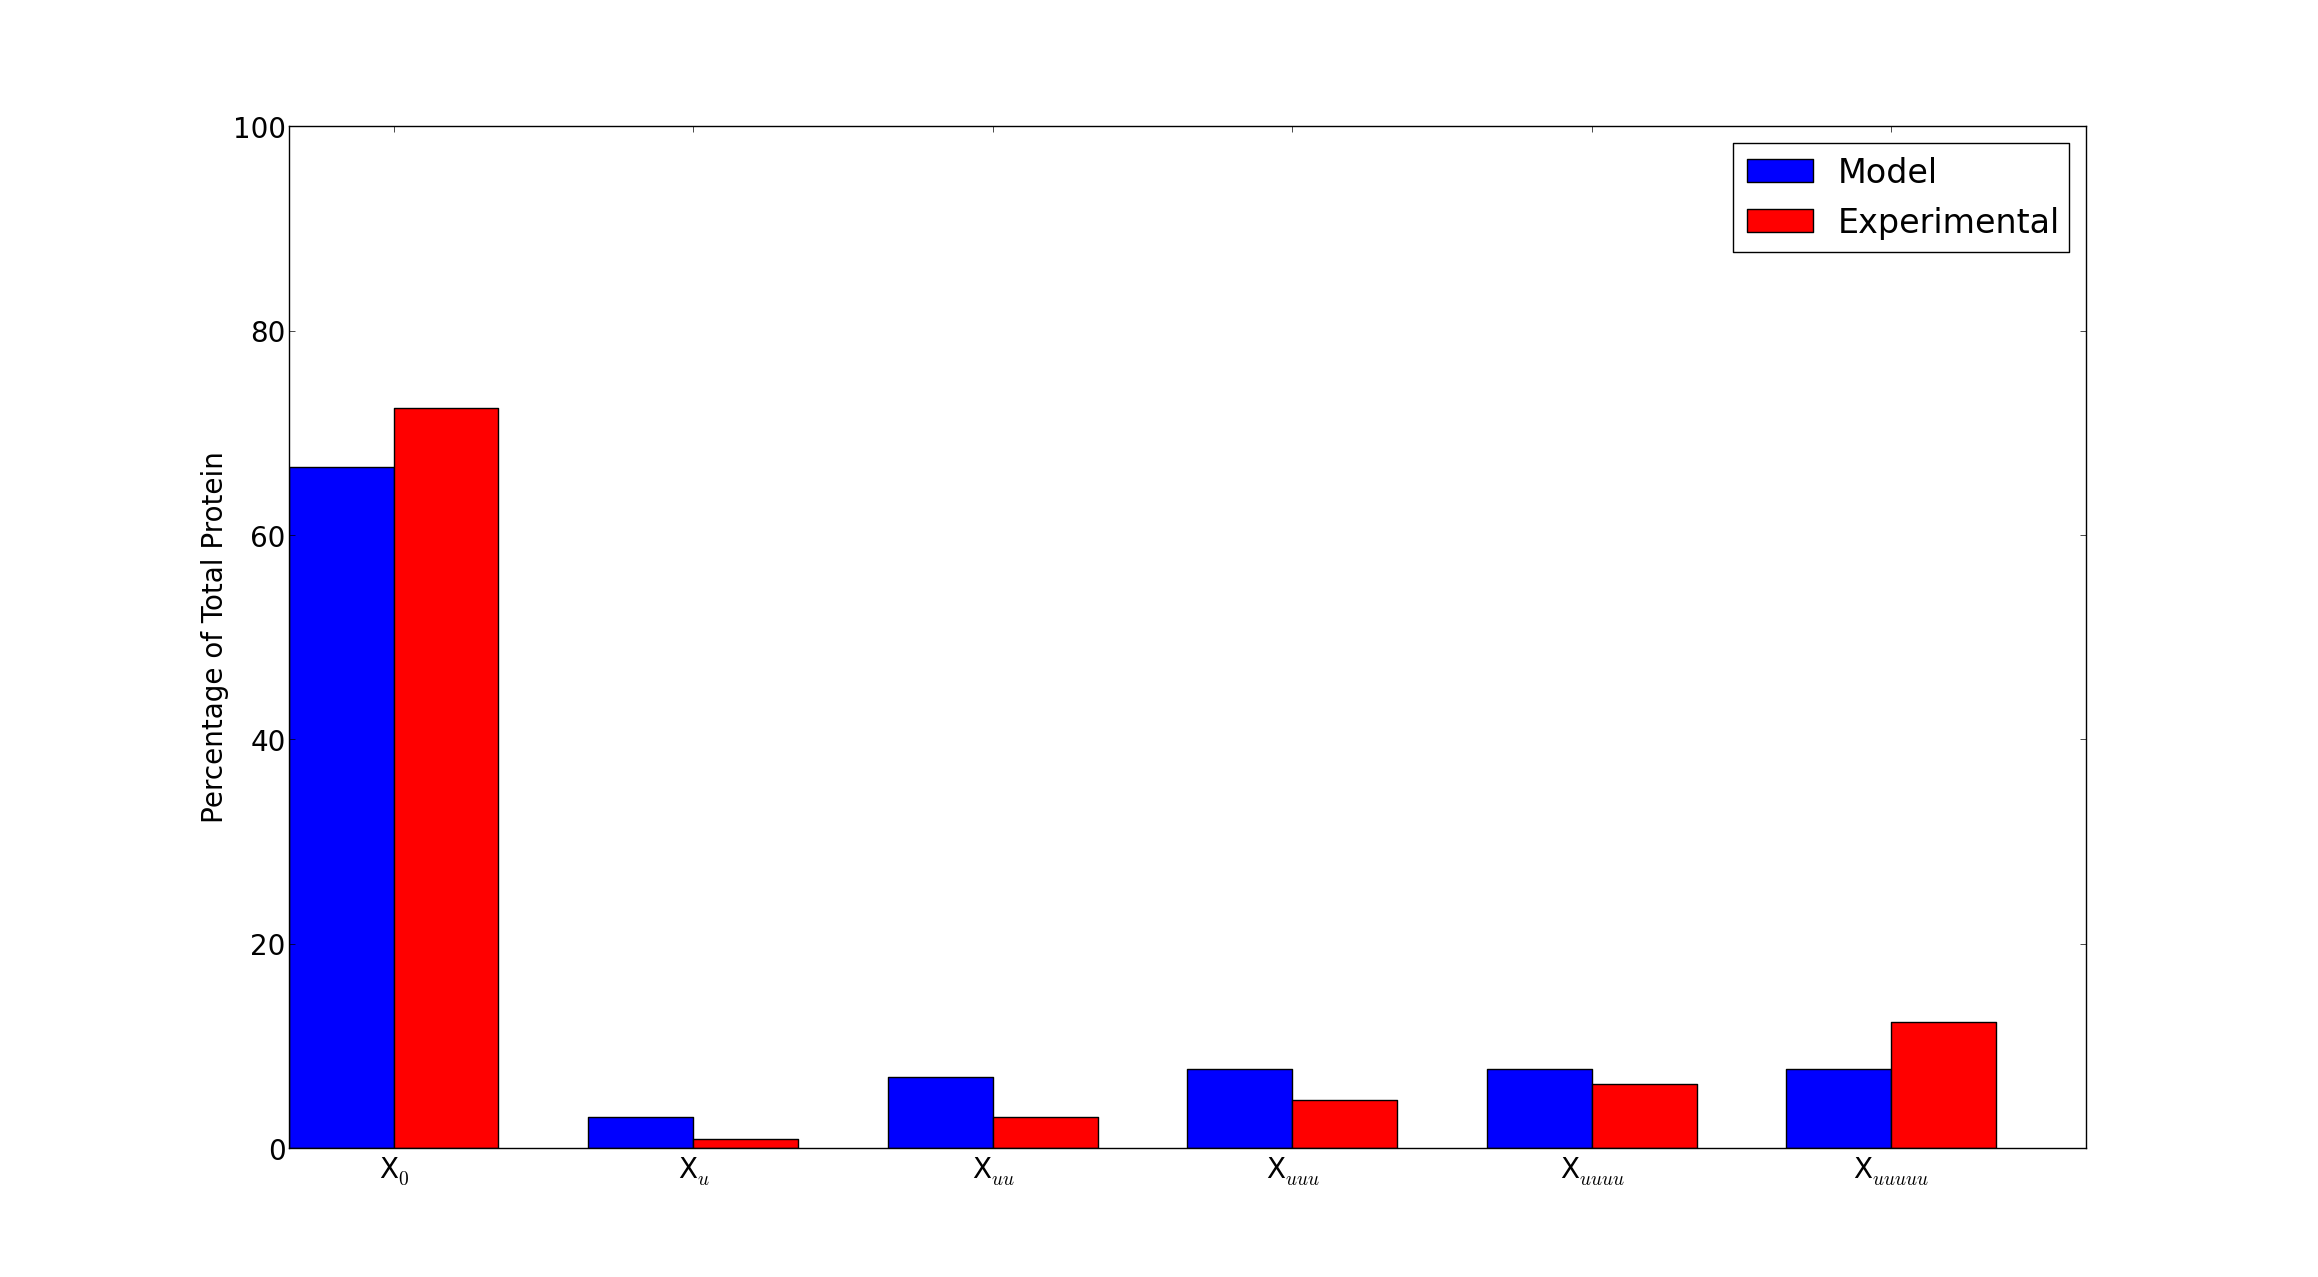 100
80
60
40
20
0
Percentage of Total Protein
Model
Experimental
X₀ Xᵤ Xᵤᵤ Xᵤᵤᵤ Xᵤᵤᵤᵤ Xᵤᵤᵤᵤᵤ